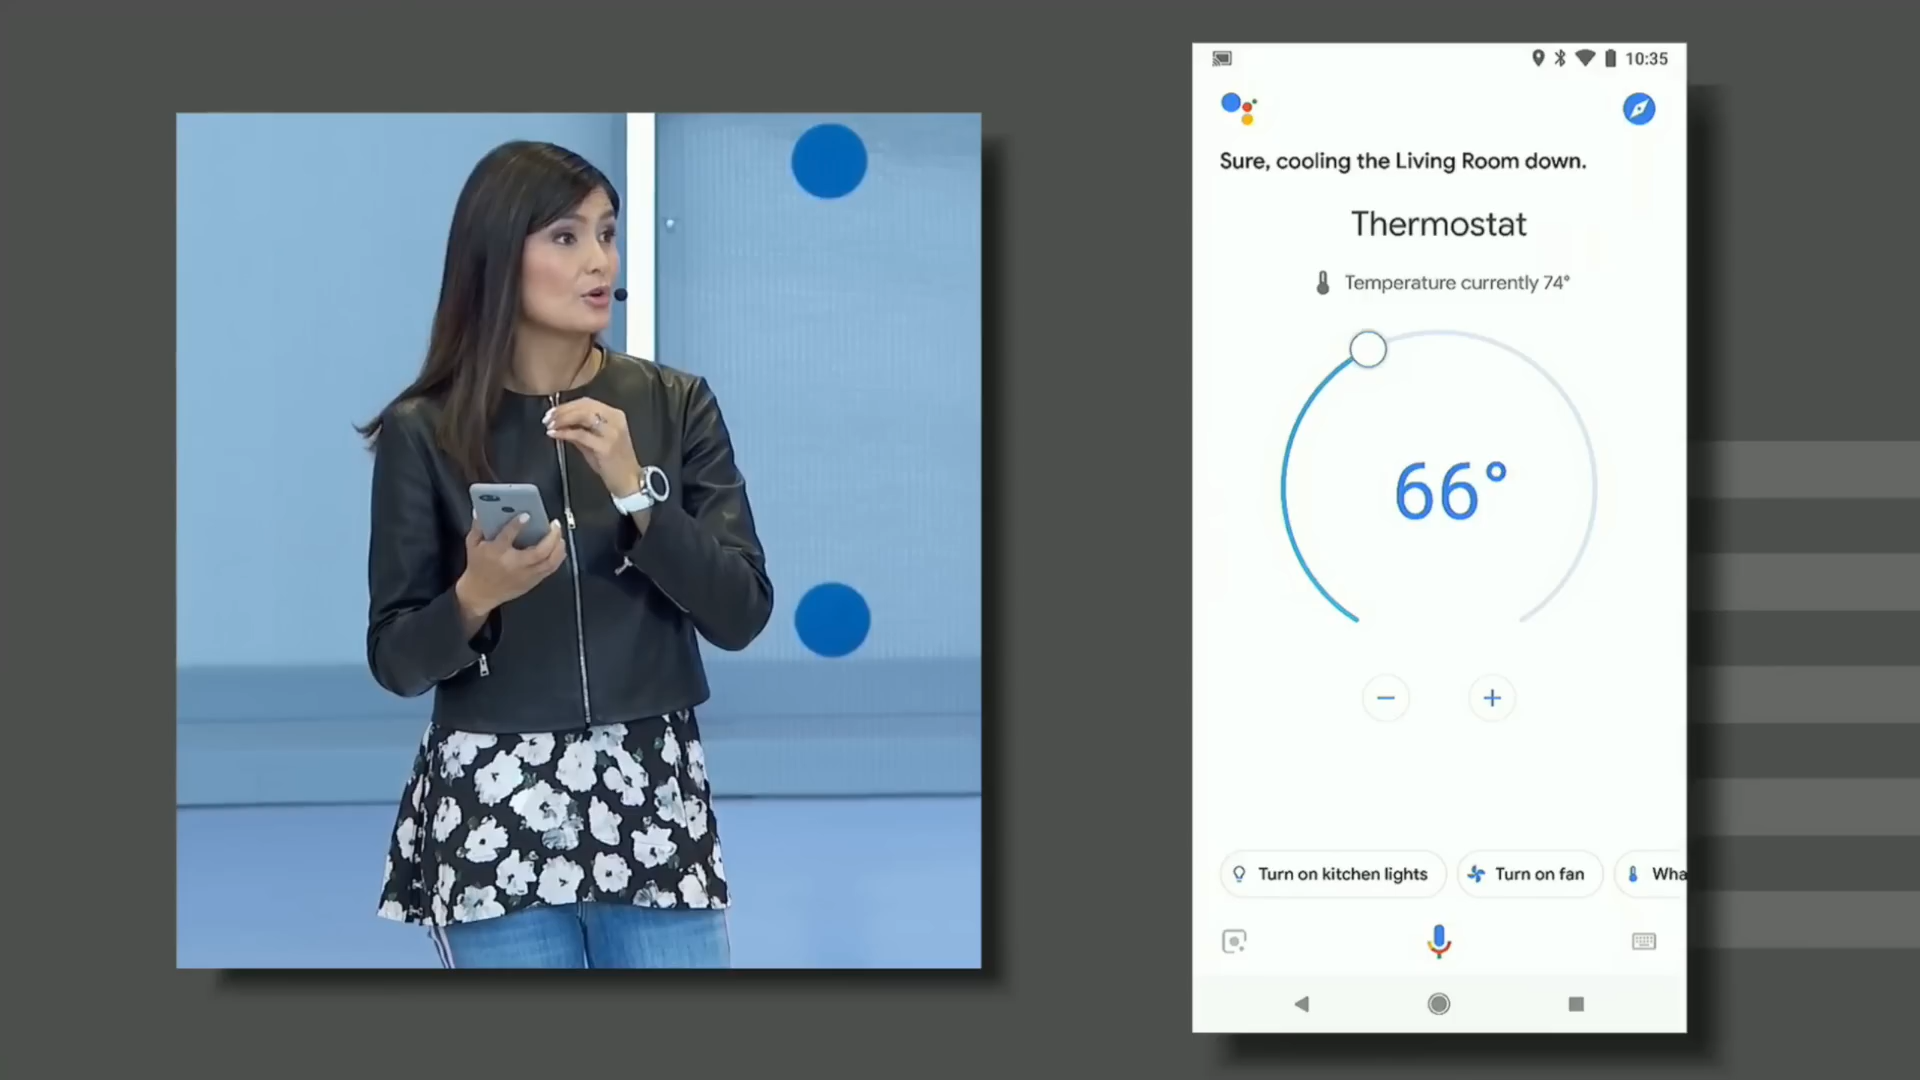 10:35
Sure, cooling the Living Room down.
Thermostat
Temperature currently 74°
66°
Turn on kitchen lights
Turn on fan
Wha